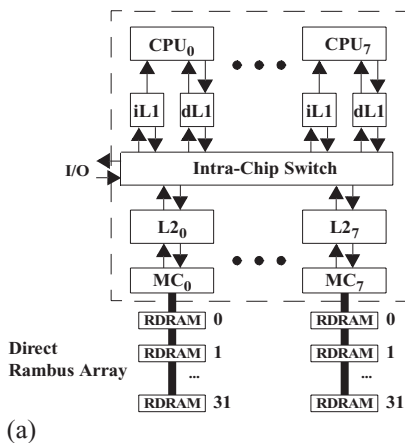 CPU0 CPU7
iL1 dL1 iL1 dL1
I/O Intra-Chip Switch
L20 L27
MC0 MC7
RDRAM 0 RDRAM 0
Direct
Rambus Array
RDRAM 1 RDRAM 1
... ...
RDRAM 31 RDRAM 31
(a)